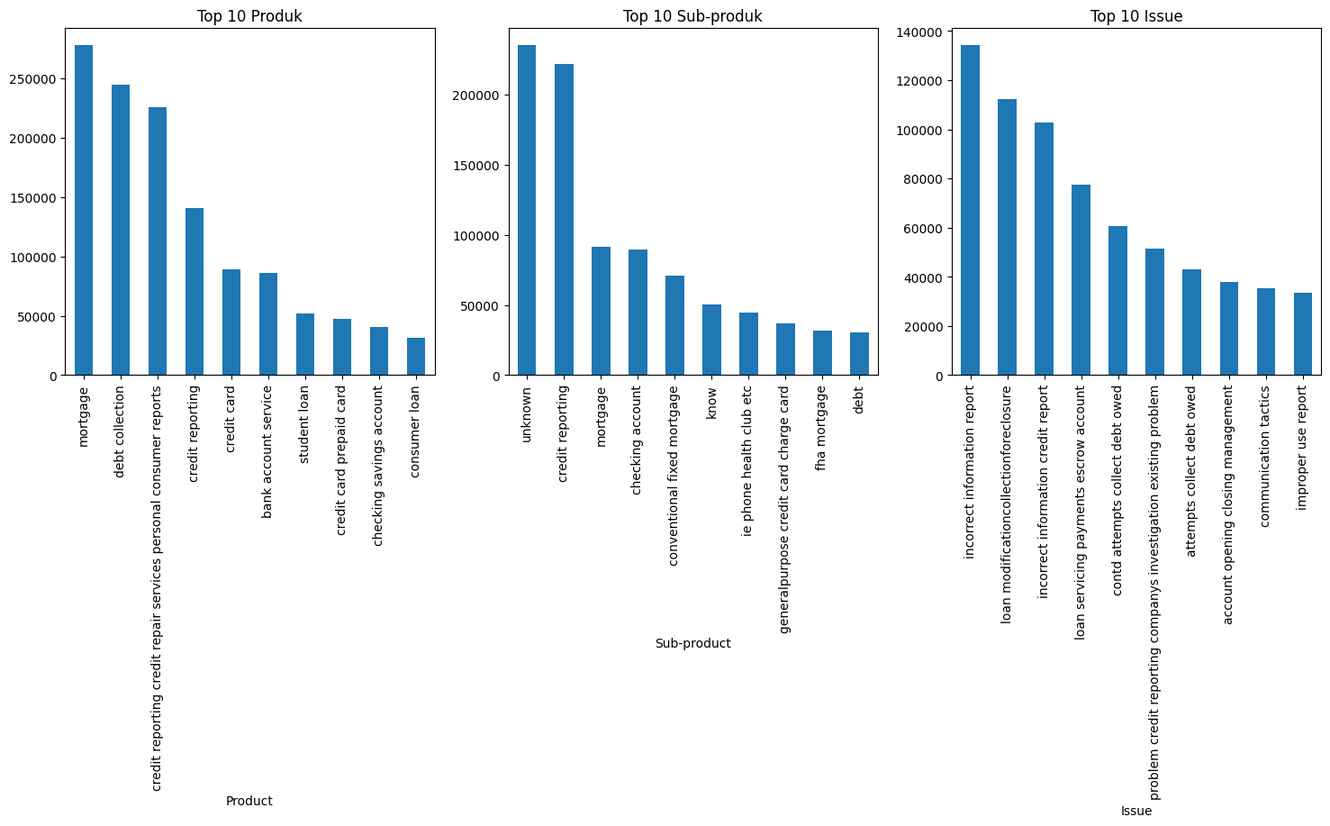 Top 10 Produk
250000
200000
150000
100000
50000
0
mortgage
debt collection
credit reporting credit repair services personal consumer reports
credit reporting
credit card
bank account service
student loan
credit card prepaid card
checking savings account
consumer loan
Product
Top 10 Sub-produk
200000
150000
100000
50000
0
unknown
credit reporting
mortgage
checking account
conventional fixed mortgage
know
ie phone health club etc
generalpurpose credit card charge card
fha mortgage
debt
Sub-product
Top 10 Issue
140000
120000
100000
80000
60000
40000
20000
0
incorrect information report
loan modificationcollectionforeclosure
incorrect information credit report
loan servicing payments escrow account
contd attempts collect debt owed
problem credit reporting companys investigation existing problem
attempts collect debt owed
account opening closing management
communication tactics
improper use report
Issue